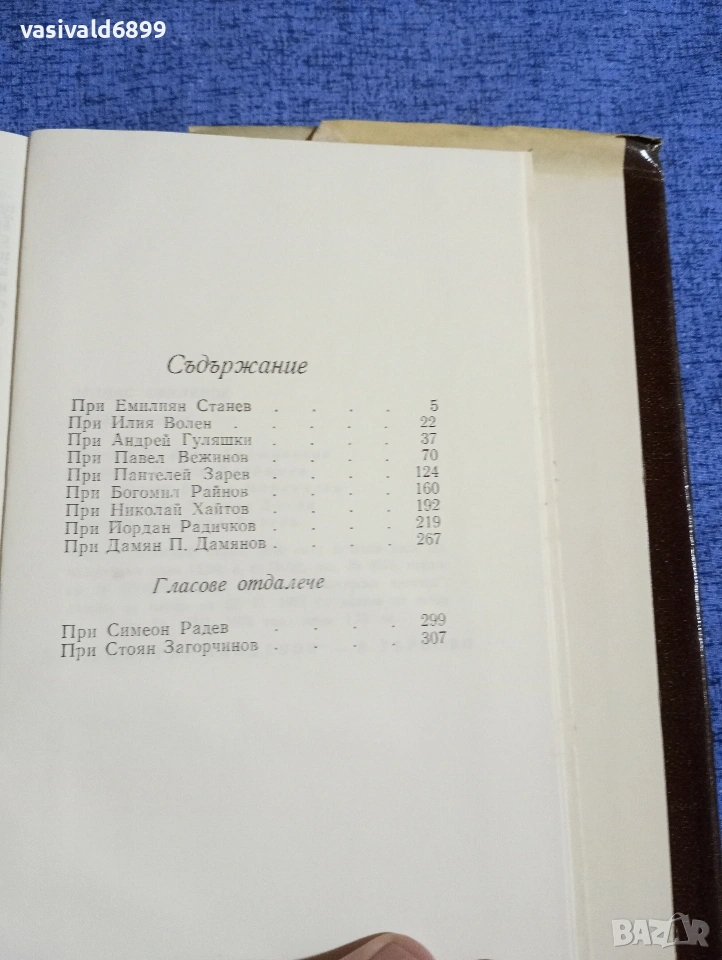 vasivald6899
Съдържание
При Емилиян Станев . . . . 5
При Илия Волен . . . . 22
При Андрей Гуляшки . . . . 37
При Павел Вежинов . . . . 70
При Пантелей Зарев . . . . 124
При Богомил Райнов . . . . 160
При Николай Хайтов . . . . 192
При Йордан Радичков . . . . 219
При Дамян П. Дамянов . . . . 267
Гласове отдалече
При Симеон Радев . . . . 299
При Стоян Загорчинов . . . . 307
BAZAR